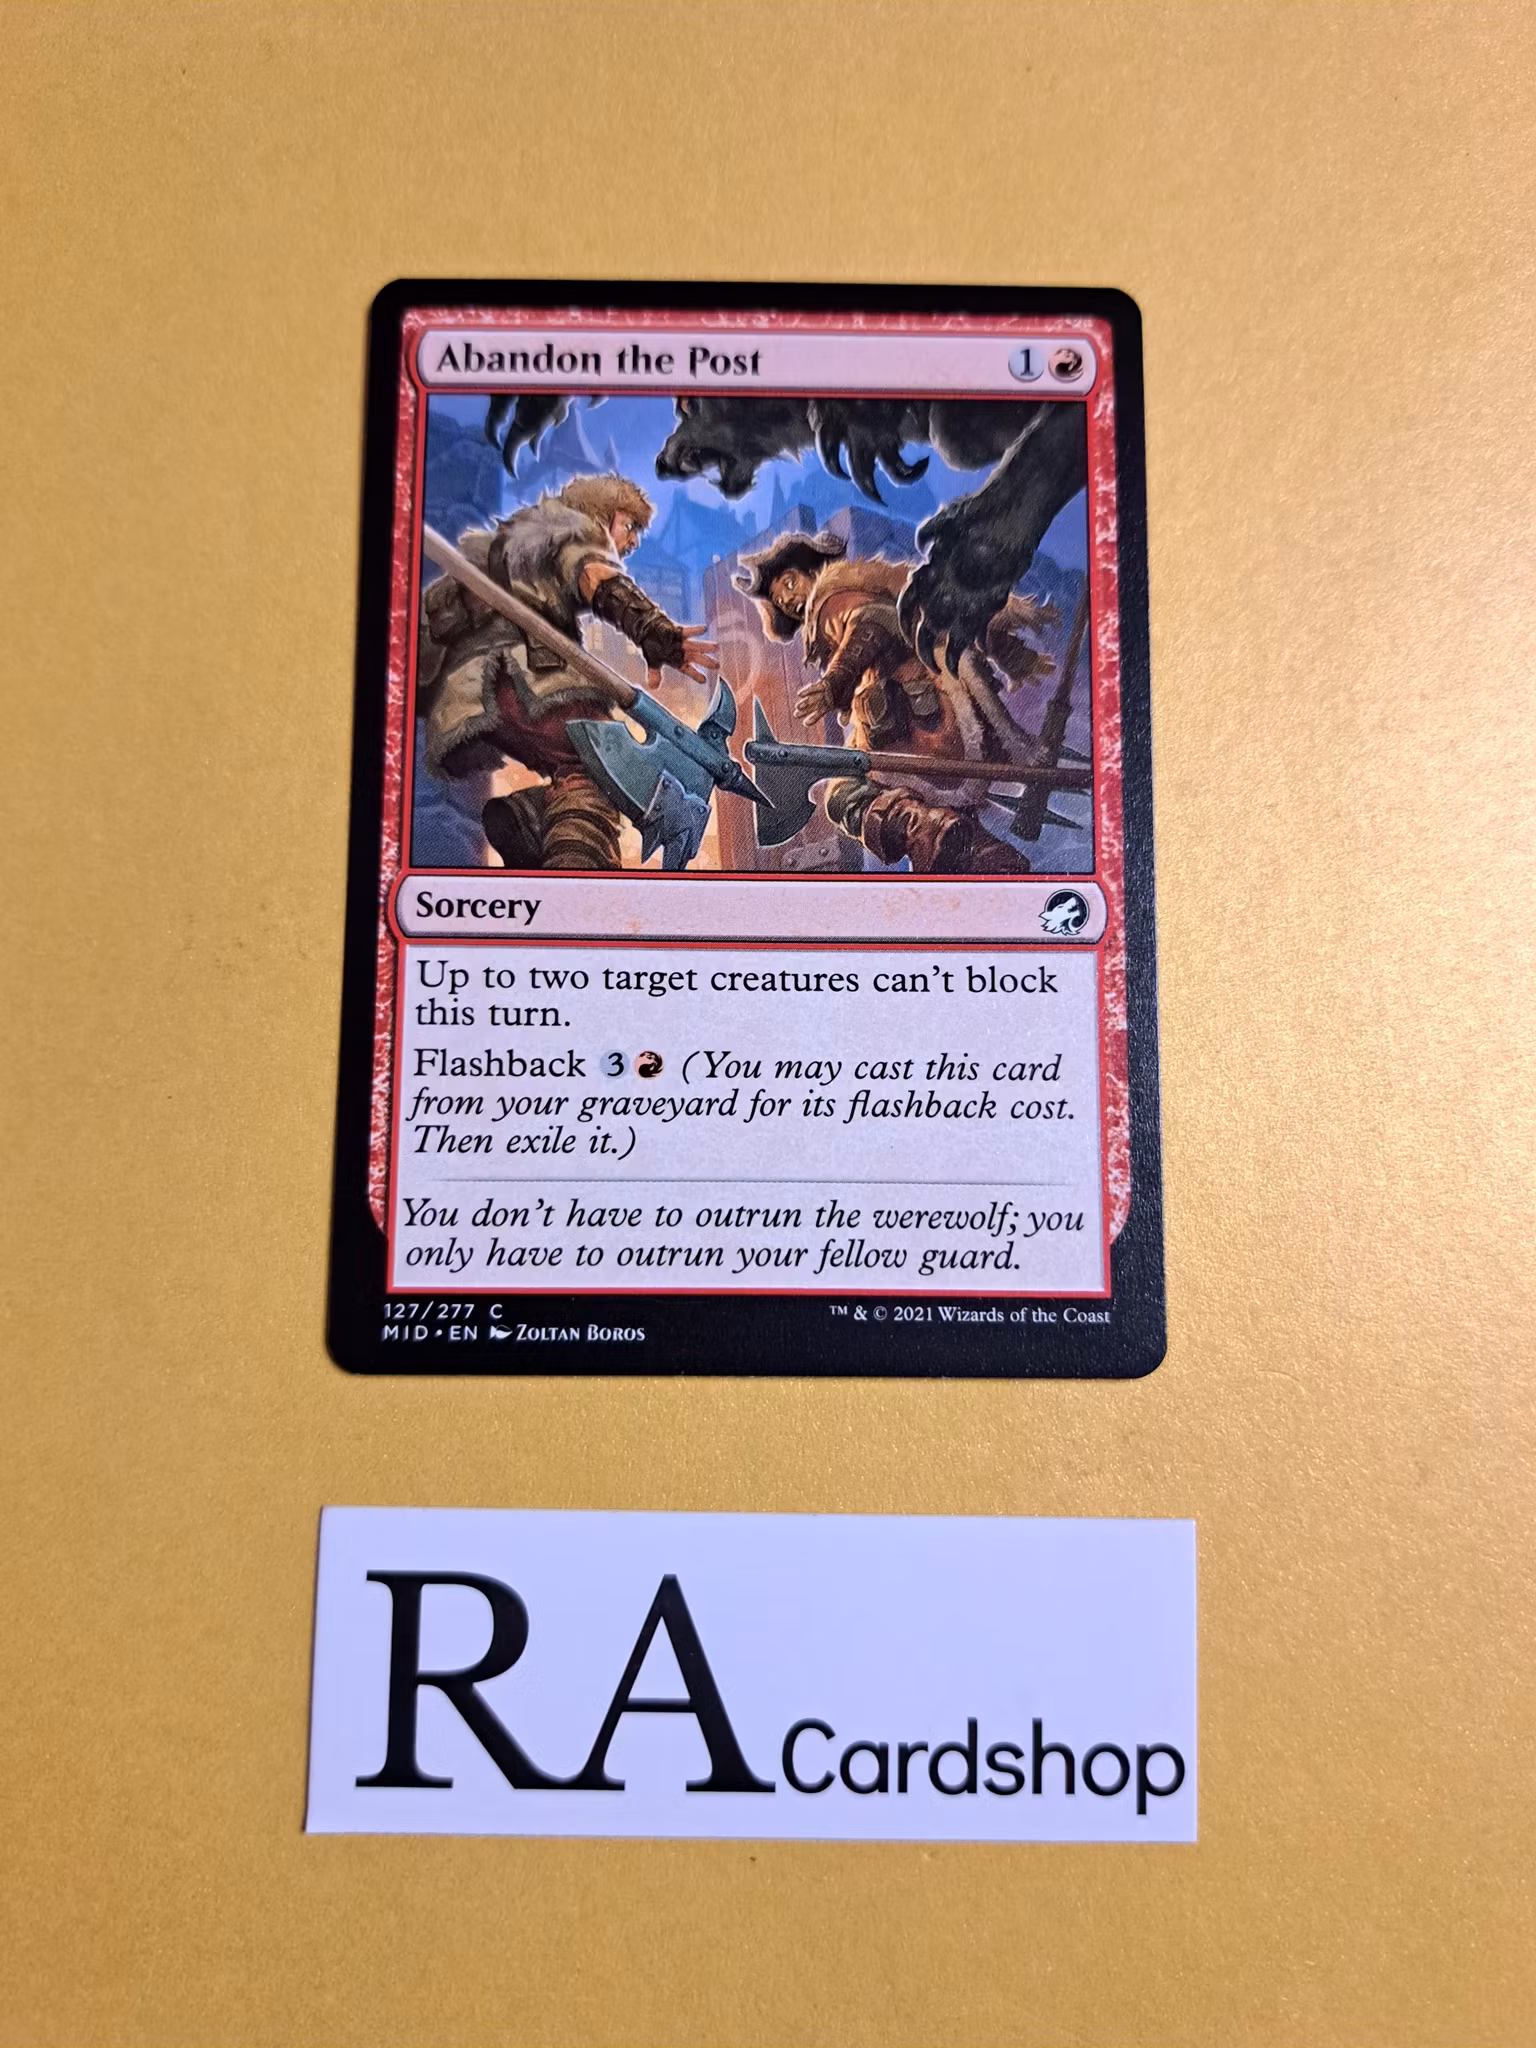 Abandon the Post 1
Sorcery
Up to two target creatures can't block
this turn.
Flashback 3 (You may cast this card
from your graveyard for its flashback cost.
Then exile it.)
You don't have to outrun the werewolf; you
only have to outrun your fellow guard.
127/277 C
MID • EN Zoltan Boros
™ & © 2021 Wizards of the Coast
RA Cardshop